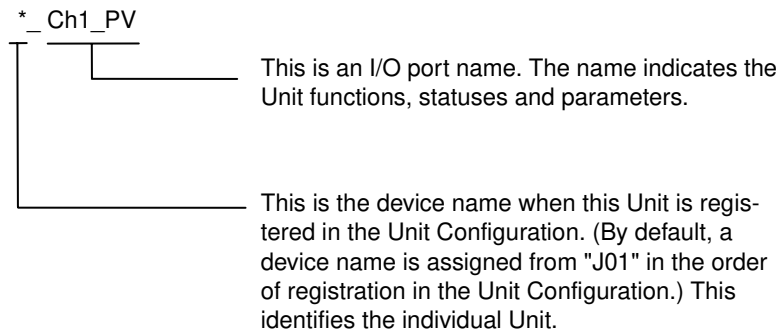 *_ Ch1_PV
This is an I/O port name. The name indicates the
Unit functions, statuses and parameters.
This is the device name when this Unit is regis-
tered in the Unit Configuration. (By default, a
device name is assigned from "J01" in the order
of registration in the Unit Configuration.) This
identifies the individual Unit.